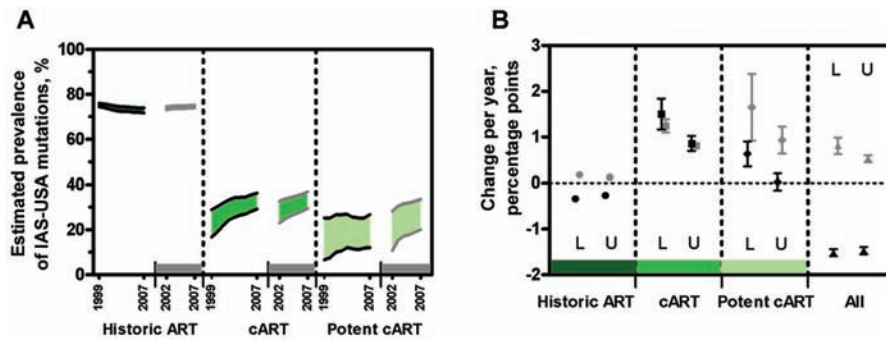 A
Estimated prevalence
of IAS-USA mutations, %
100
80
60
40
20
0
1999
2007
2002
2007
1999
2007
2002
2007
1999
2007
2002
2007
Historic ART
cART
Potent cART
B
Change per year,
percentage points
3
2
1
0
-1
-2
L U
L U
L U
L U
Historic ART
cART
Potent cART
All